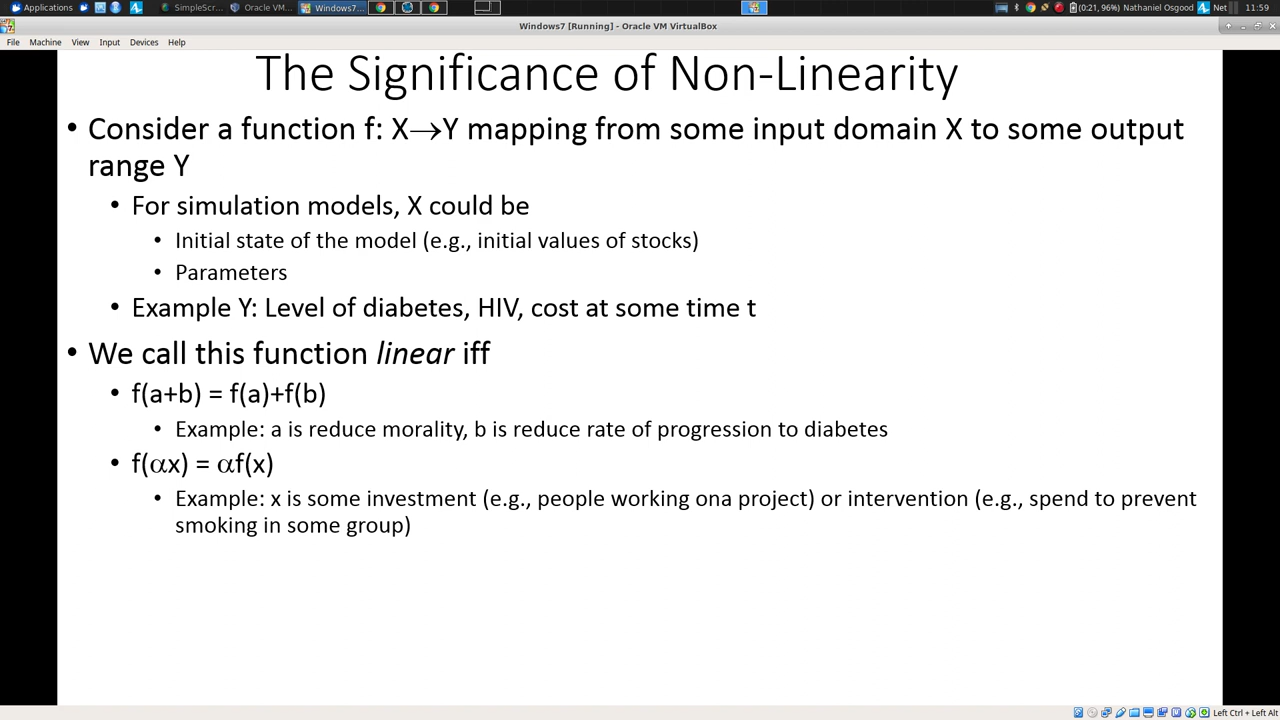 Applications
SimpleScr...
Oracle VM...
Windows7...
(0:21, 96%)
Nathaniel Osgood
Net
11:59
Windows7 [Running] - Oracle VM VirtualBox
File Machine View Input Devices Help
The Significance of Non-Linearity
• Consider a function f: X→Y mapping from some input domain X to some output
range Y
• For simulation models, X could be
• Initial state of the model (e.g., initial values of stocks)
• Parameters
• Example Y: Level of diabetes, HIV, cost at some time t
• We call this function linear iff
• f(a+b) = f(a)+f(b)
• Example: a is reduce morality, b is reduce rate of progression to diabetes
• f(αx) = αf(x)
• Example: x is some investment (e.g., people working ona project) or intervention (e.g., spend to prevent
smoking in some group)
Left Ctrl + Left Alt